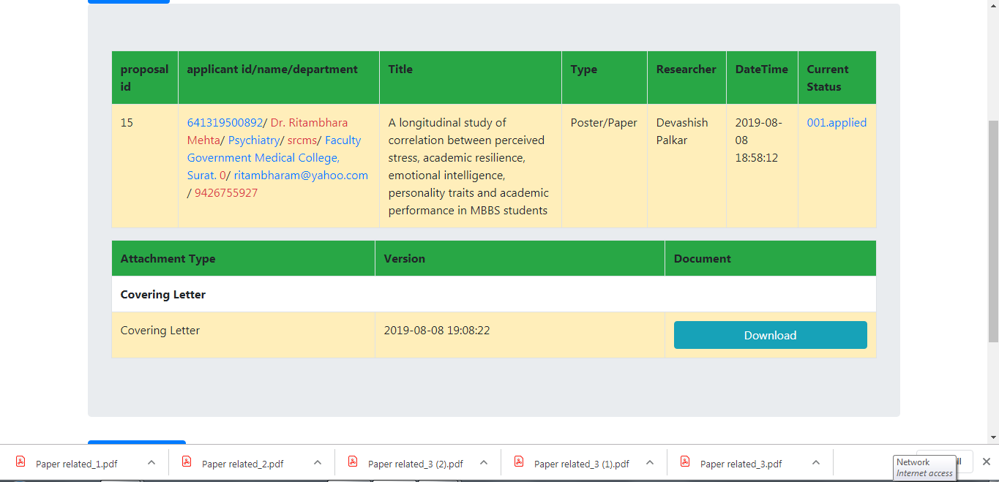 proposal id
applicant id/name/department
Title
Type
Researcher
DateTime
Current Status
15
641319500892/ Dr. Ritambhara
Mehta/ Psychiatry/ srcms/ Faculty
Government Medical College,
Surat. 0/ ritambharam@yahoo.com
/ 9426755927
A longitudinal study of
correlation between perceived
stress, academic resilience,
emotional intelligence,
personality traits and academic
performance in MBBS students
Poster/Paper
Devashish
Palkar
2019-08-
08
18:58:12
001.applied
Attachment Type
Version
Document
Covering Letter
Covering Letter
2019-08-08 19:08:22
Download
Paper related_1.pdf
Paper related_2.pdf
Paper related_3 (2).pdf
Paper related_3 (1).pdf
Paper related_3.pdf
Network
Internet access